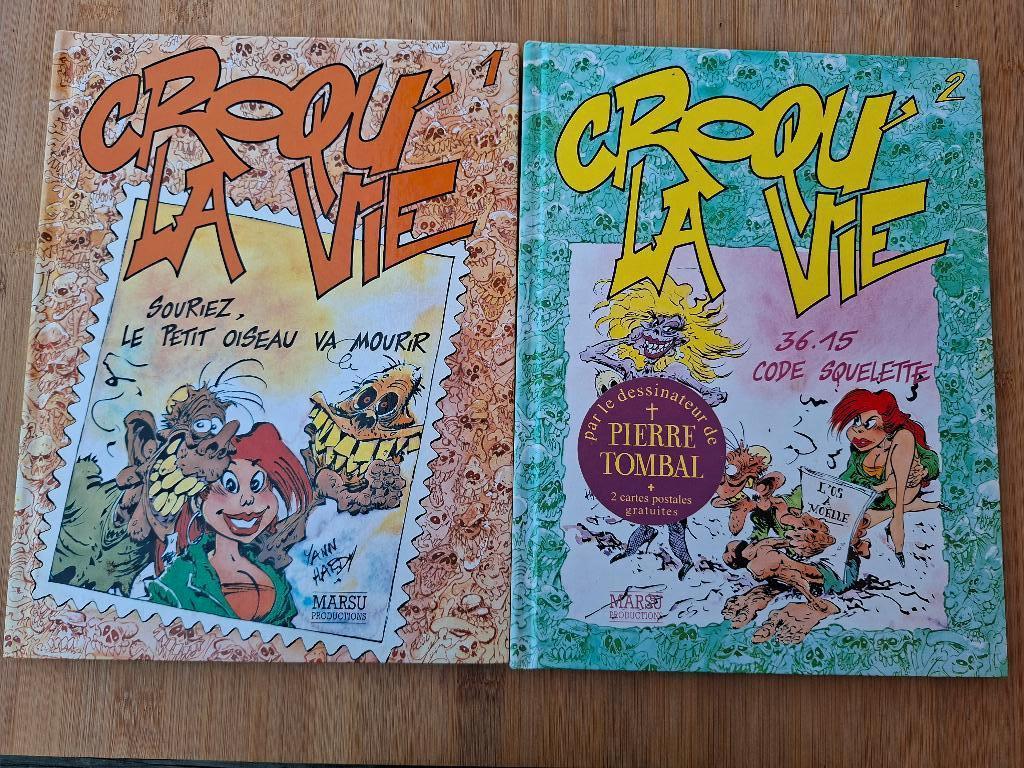 CROQU'
LA VIE
1
SOURIEZ,
LE PETIT OISEAU VA MOURIR
YANN
HARDY
MARSU
PRODUCTIONS
CROQU'
LA VIE
2
36.15
CODE SQUELETTE
par le dessinateur de
PIERRE
TOMBAL
2 cartes postales
gratuites
L'OS
À MOËLLE
MARSU
PRODUCTIONS